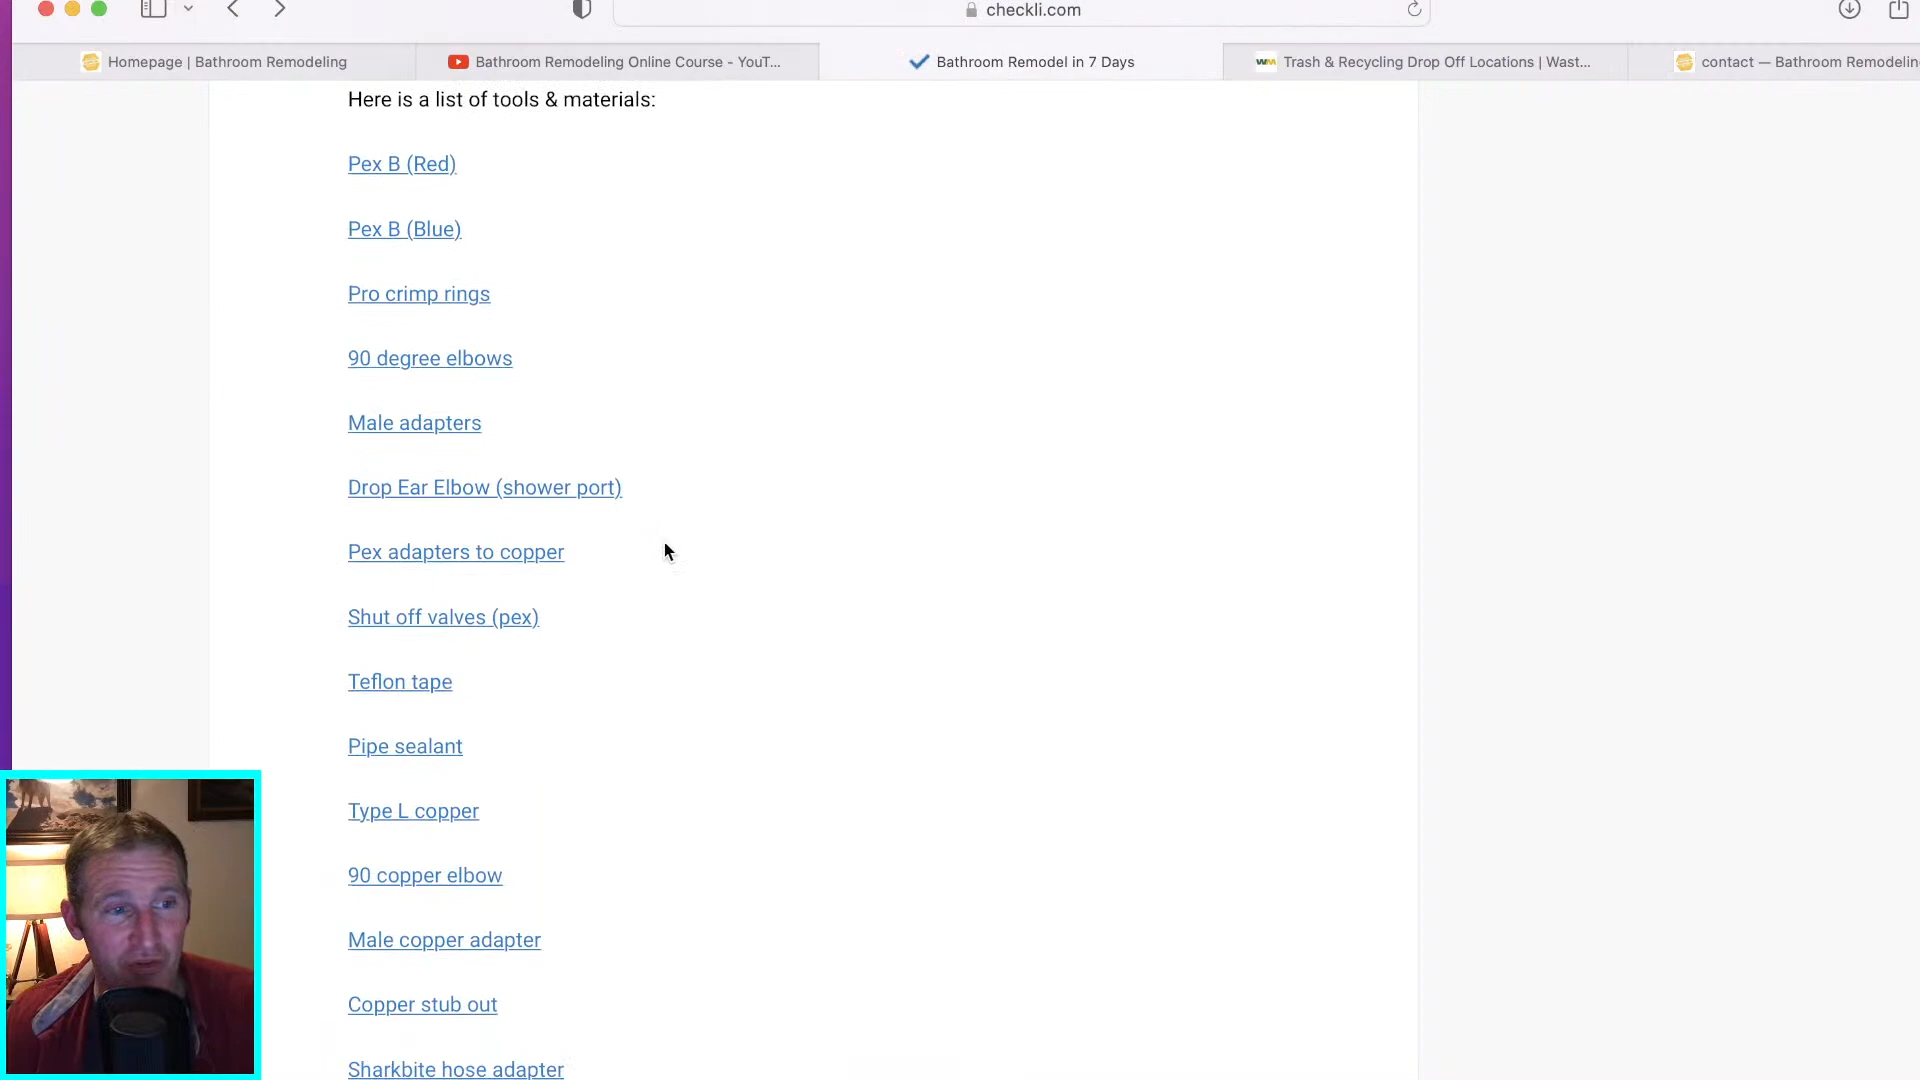 checkli.com
Homepage | Bathroom Remodeling
Bathroom Remodeling Online Course - YouT...
Bathroom Remodel in 7 Days
Trash & Recycling Drop Off Locations | Wast...
contact — Bathroom Remodelin
Here is a list of tools & materials:
Pex B (Red)
Pex B (Blue)
Pro crimp rings
90 degree elbows
Male adapters
Drop Ear Elbow (shower port)
Pex adapters to copper
Shut off valves (pex)
Teflon tape
Pipe sealant
Type L copper
90 copper elbow
Male copper adapter
Copper stub out
Sharkbite hose adapter